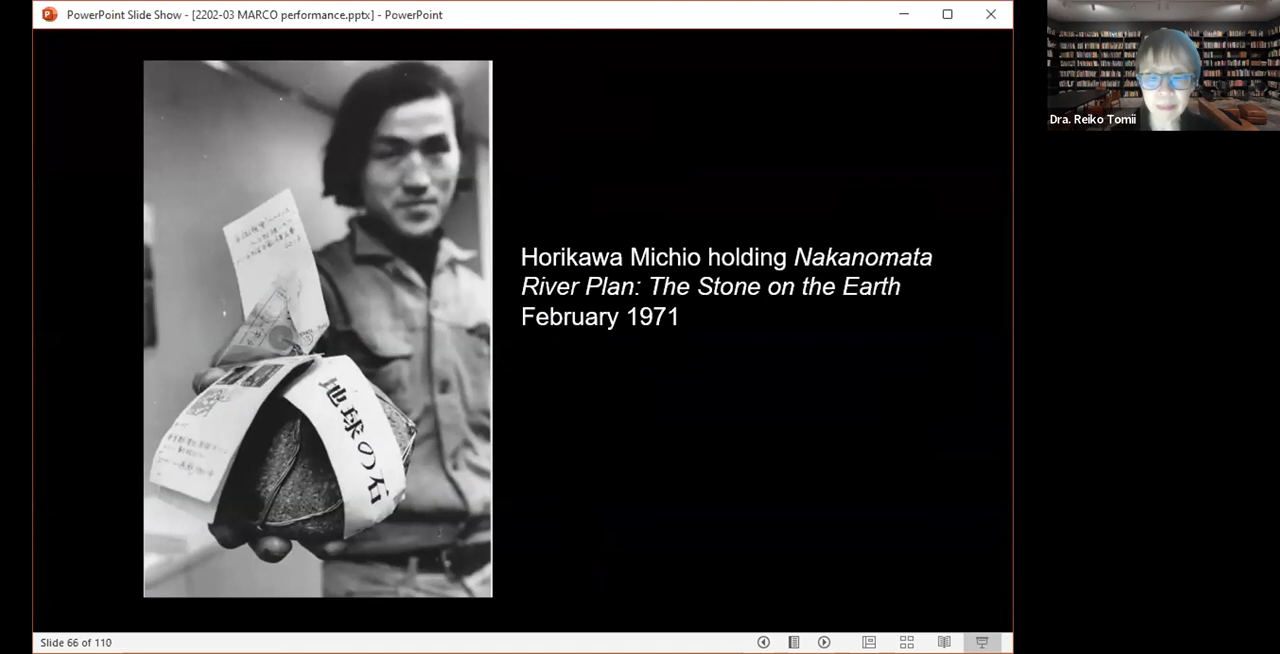 PowerPoint Slide Show - [2202-03 MARCO performance.pptx] - PowerPoint
Dra. Reiko Tomii
地球の石
Horikawa Michio holding Nakanomata
River Plan: The Stone on the Earth
February 1971
Slide 66 of 110